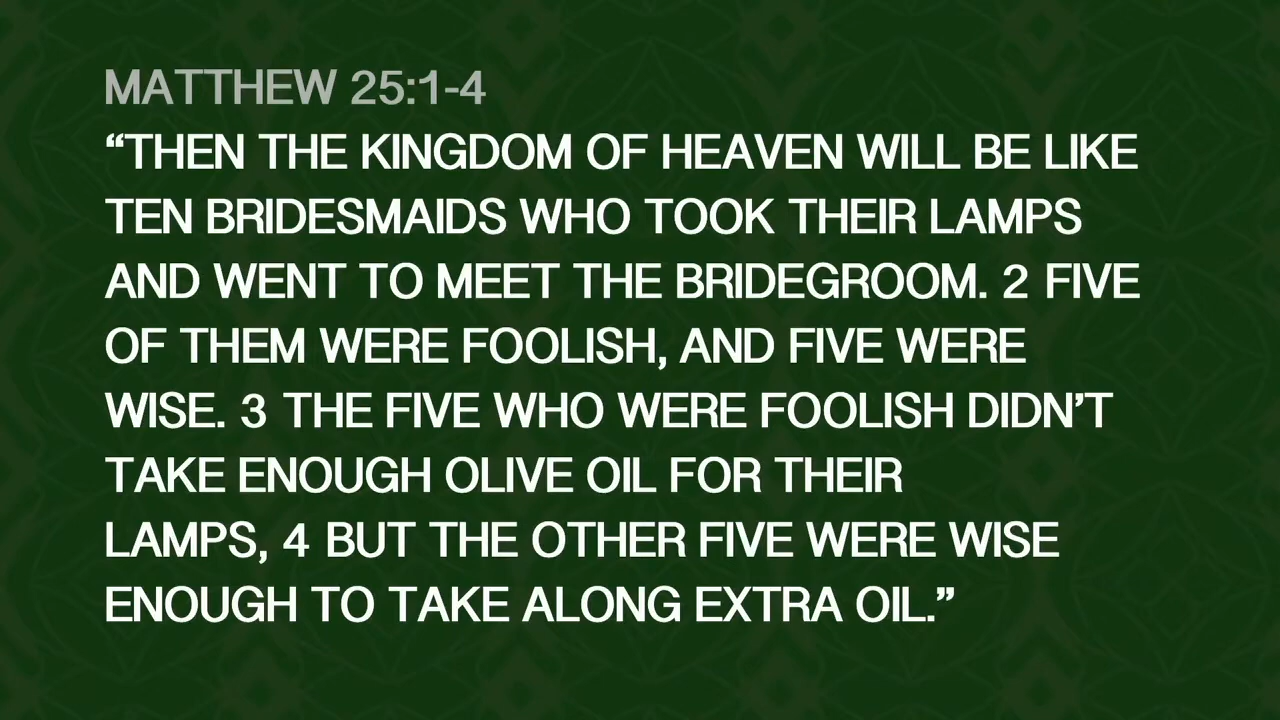 MATTHEW 25:1-4
“THEN THE KINGDOM OF HEAVEN WILL BE LIKE
TEN BRIDESMAIDS WHO TOOK THEIR LAMPS
AND WENT TO MEET THE BRIDEGROOM. 2 FIVE
OF THEM WERE FOOLISH, AND FIVE WERE
WISE. 3 THE FIVE WHO WERE FOOLISH DIDN’T
TAKE ENOUGH OLIVE OIL FOR THEIR
LAMPS, 4 BUT THE OTHER FIVE WERE WISE
ENOUGH TO TAKE ALONG EXTRA OIL.”